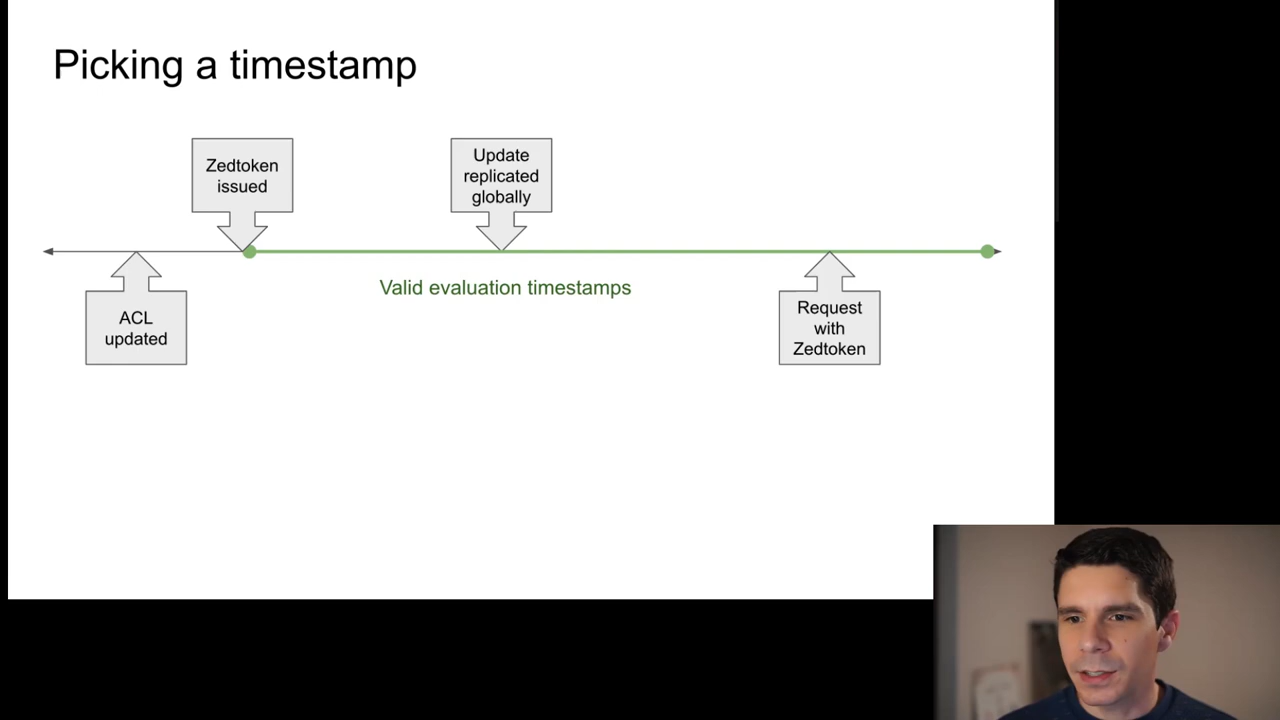 Picking a timestamp
Zedtoken
issued
Update
replicated
globally
Valid evaluation timestamps
ACL
updated
Request
with
Zedtoken